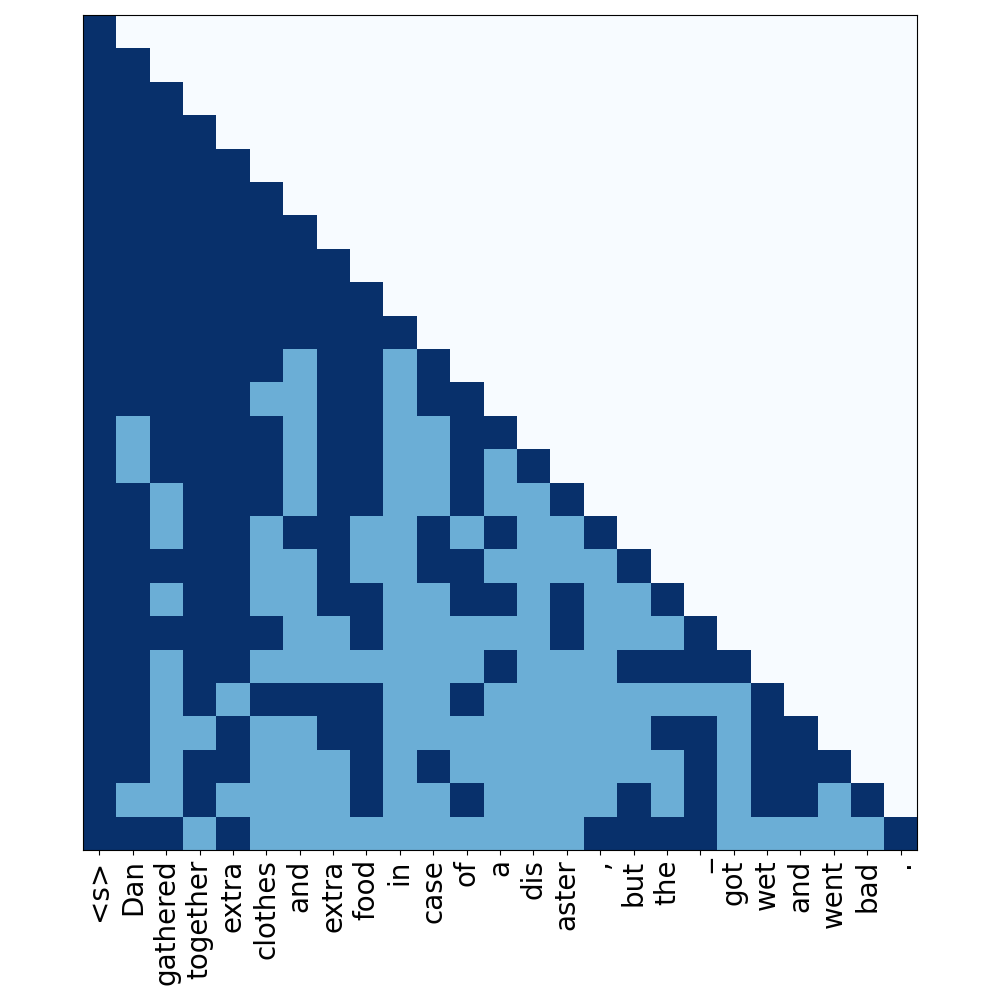 <s>
Dan
gathered
together
extra
clothes
and
extra
food
in
case
of
a
dis
aster
,
but
the
_
got
wet
and
went
bad
.